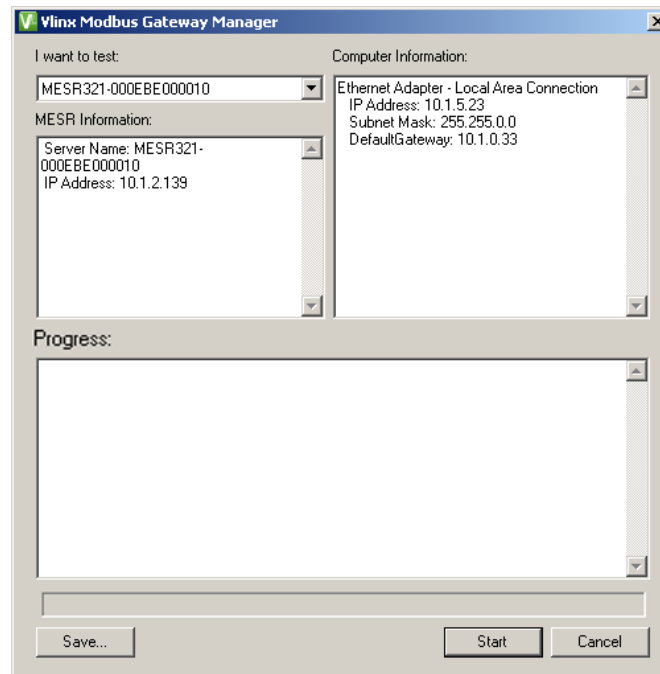 Vlinx Modbus Gateway Manager
I want to test:
MESR321-000EBE000010
MESR Information:
Server Name: MESR321-
000EBE000010
IP Address: 10.1.2.139
Computer Information:
Ethernet Adapter - Local Area Connection
IP Address: 10.1.5.23
Subnet Mask: 255.255.0.0
DefaultGateway: 10.1.0.33
Progress:
Save...
Start
Cancel